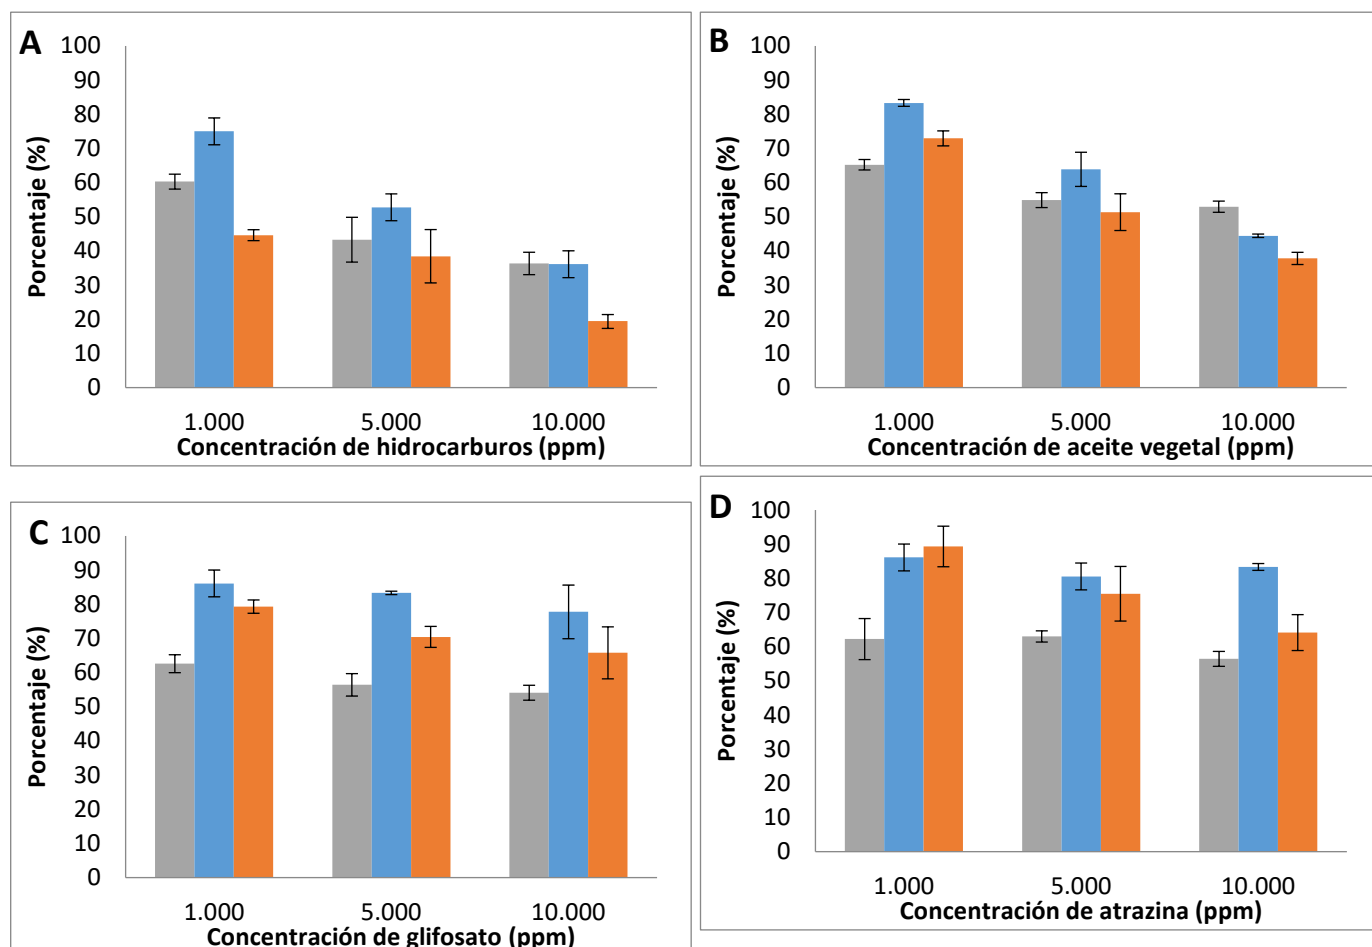 A
100
90
80
70
60
50
40
30
20
10
0
Porcentaje (%)
1.000 5.000 10.000
Concentración de hidrocarburos (ppm)
B
100
90
80
70
60
50
40
30
20
10
0
Porcentaje (%)
1.000 5.000 10.000
Concentración de aceite vegetal (ppm)
C
100
90
80
70
60
50
40
30
20
10
0
Porcentaje (%)
1.000 5.000 10.000
Concentración de glifosato (ppm)
D
100
90
80
70
60
50
40
30
20
10
0
Porcentaje (%)
1.000 5.000 10.000
Concentración de atrazina (ppm)